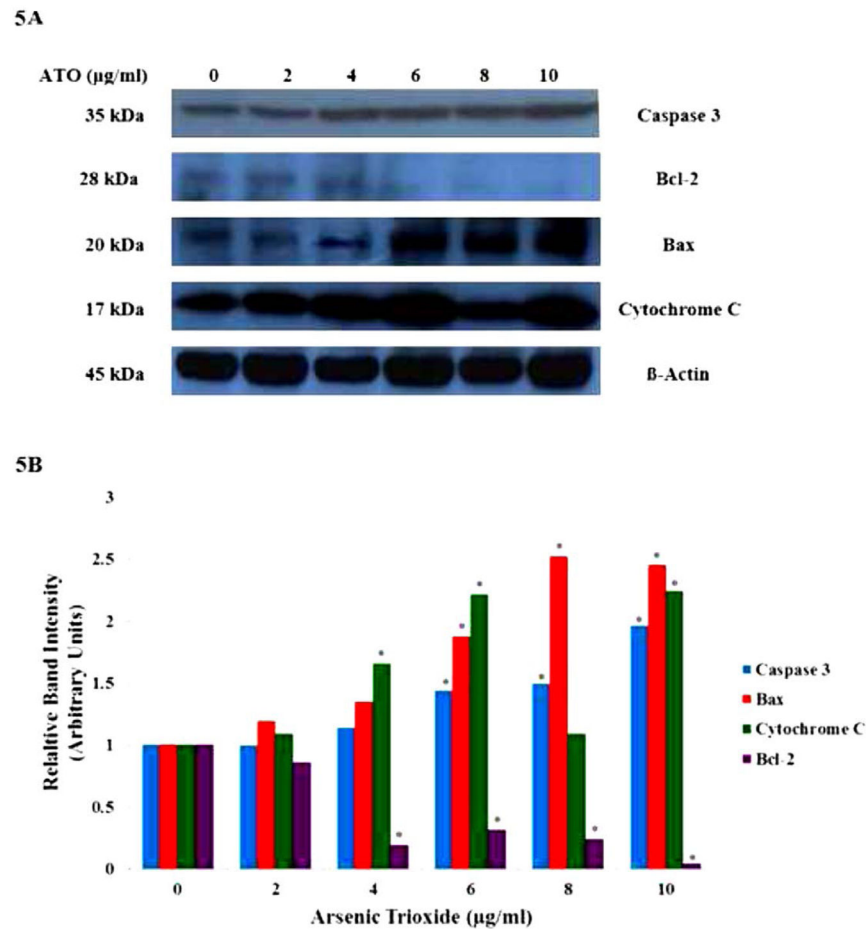 5A
ATO (µg/ml) 0 2 4 6 8 10
35 kDa Caspase 3
28 kDa Bcl-2
20 kDa Bax
17 kDa Cytochrome C
45 kDa ß-Actin
5B
Relaltive Band Intensity
(Arbitrary Units)
3
2.5
2
1.5
1
0.5
0
* * * * * * * * * * * * * *
Caspase 3
Bax
Cytochrome C
Bcl-2
0 2 4 6 8 10
Arsenic Trioxide (µg/ml)